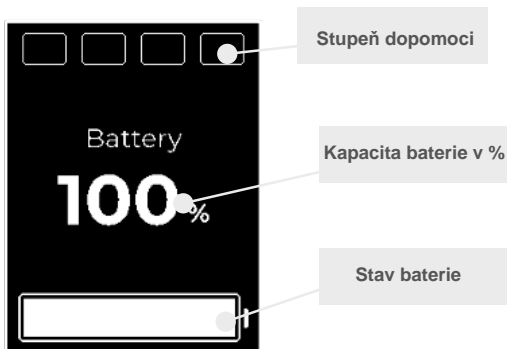 Stupeň dopomoci
Battery
100%
Kapacita baterie v %
Stav baterie